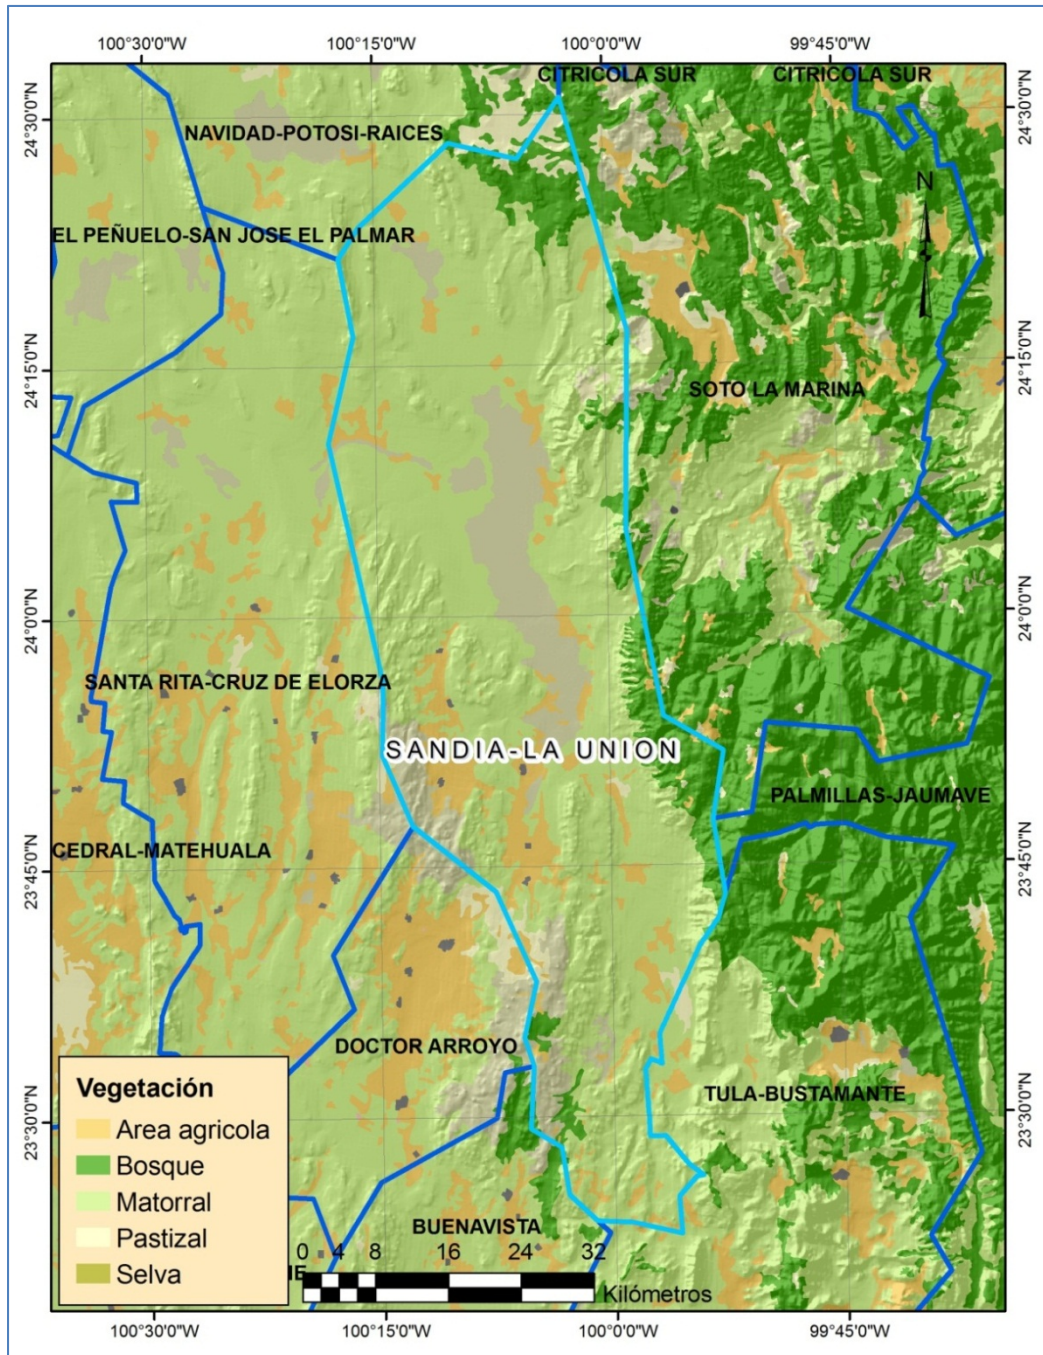 100°30'0"W 100°15'0"W 100°0'0"W 99°45'0"W
CITRICOLA SUR CITRICOLA SUR
24°30'0"N 24°30'0"N
NAVIDAD-POTOSI-RAICES
N
EL PEÑUELO-SAN JOSE EL PALMAR
24°15'0"N 24°15'0"N
SOTO LA MARINA
24°0'0"N 24°0'0"N
SANTA RITA-CRUZ DE ELORZA
SANDIA-LA UNION
PALMILLAS-JAUMAVE
CEDRAL-MATEHUALA
23°45'0"N 23°45'0"N
DOCTOR ARROYO
TULA-BUSTAMANTE
23°30'0"N 23°30'0"N
Vegetación
Area agricola
Bosque
Matorral
Pastizal
Selva
BUENAVISTA
0 4 8 16 24 32
IE
Kilómetros
100°30'0"W 100°15'0"W 100°0'0"W 99°45'0"W